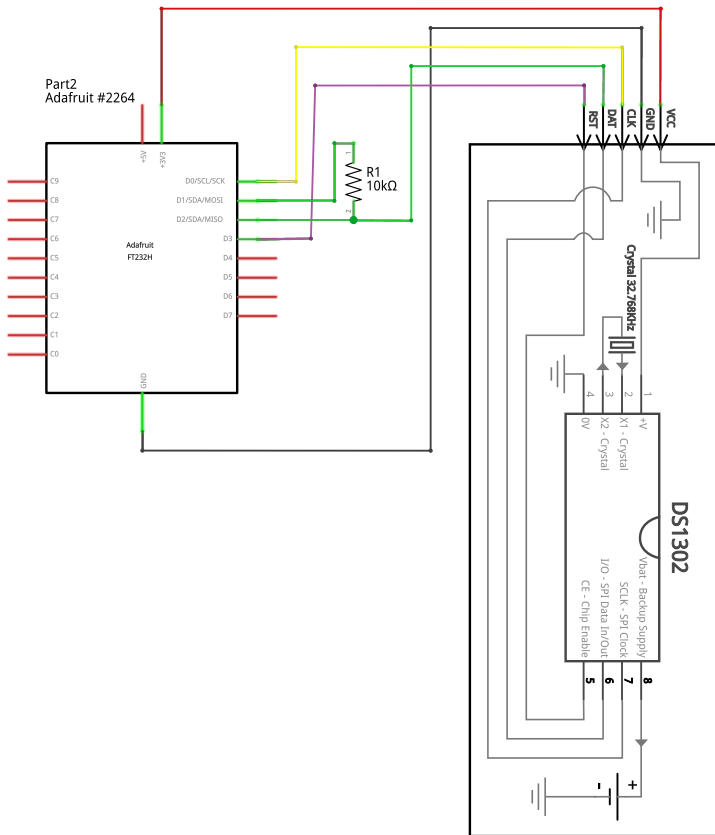 Part2
Adafruit #2264
5V+
3V3+
C9
C8
C7
C6
C5
C4
C3
C2
C1
C0
D0/SCL/SCK
D1/SDA/MOSI
D2/SDA/MISO
D3
D4
D5
D6
D7
Adafruit
FT232H
GND
1
R1
10kΩ
2
RST
DAT
CLK
GND
VCC
Crystal 32.768KHz
4
3
2
1
0V
X2 - Crystal
X1 - Crystal
+V
DS1302
CE - Chip Enable
I/O - SPI Data In/Out
SCLK - SPI Clock
Vbat - Backup Supply
5
6
7
8
-
+